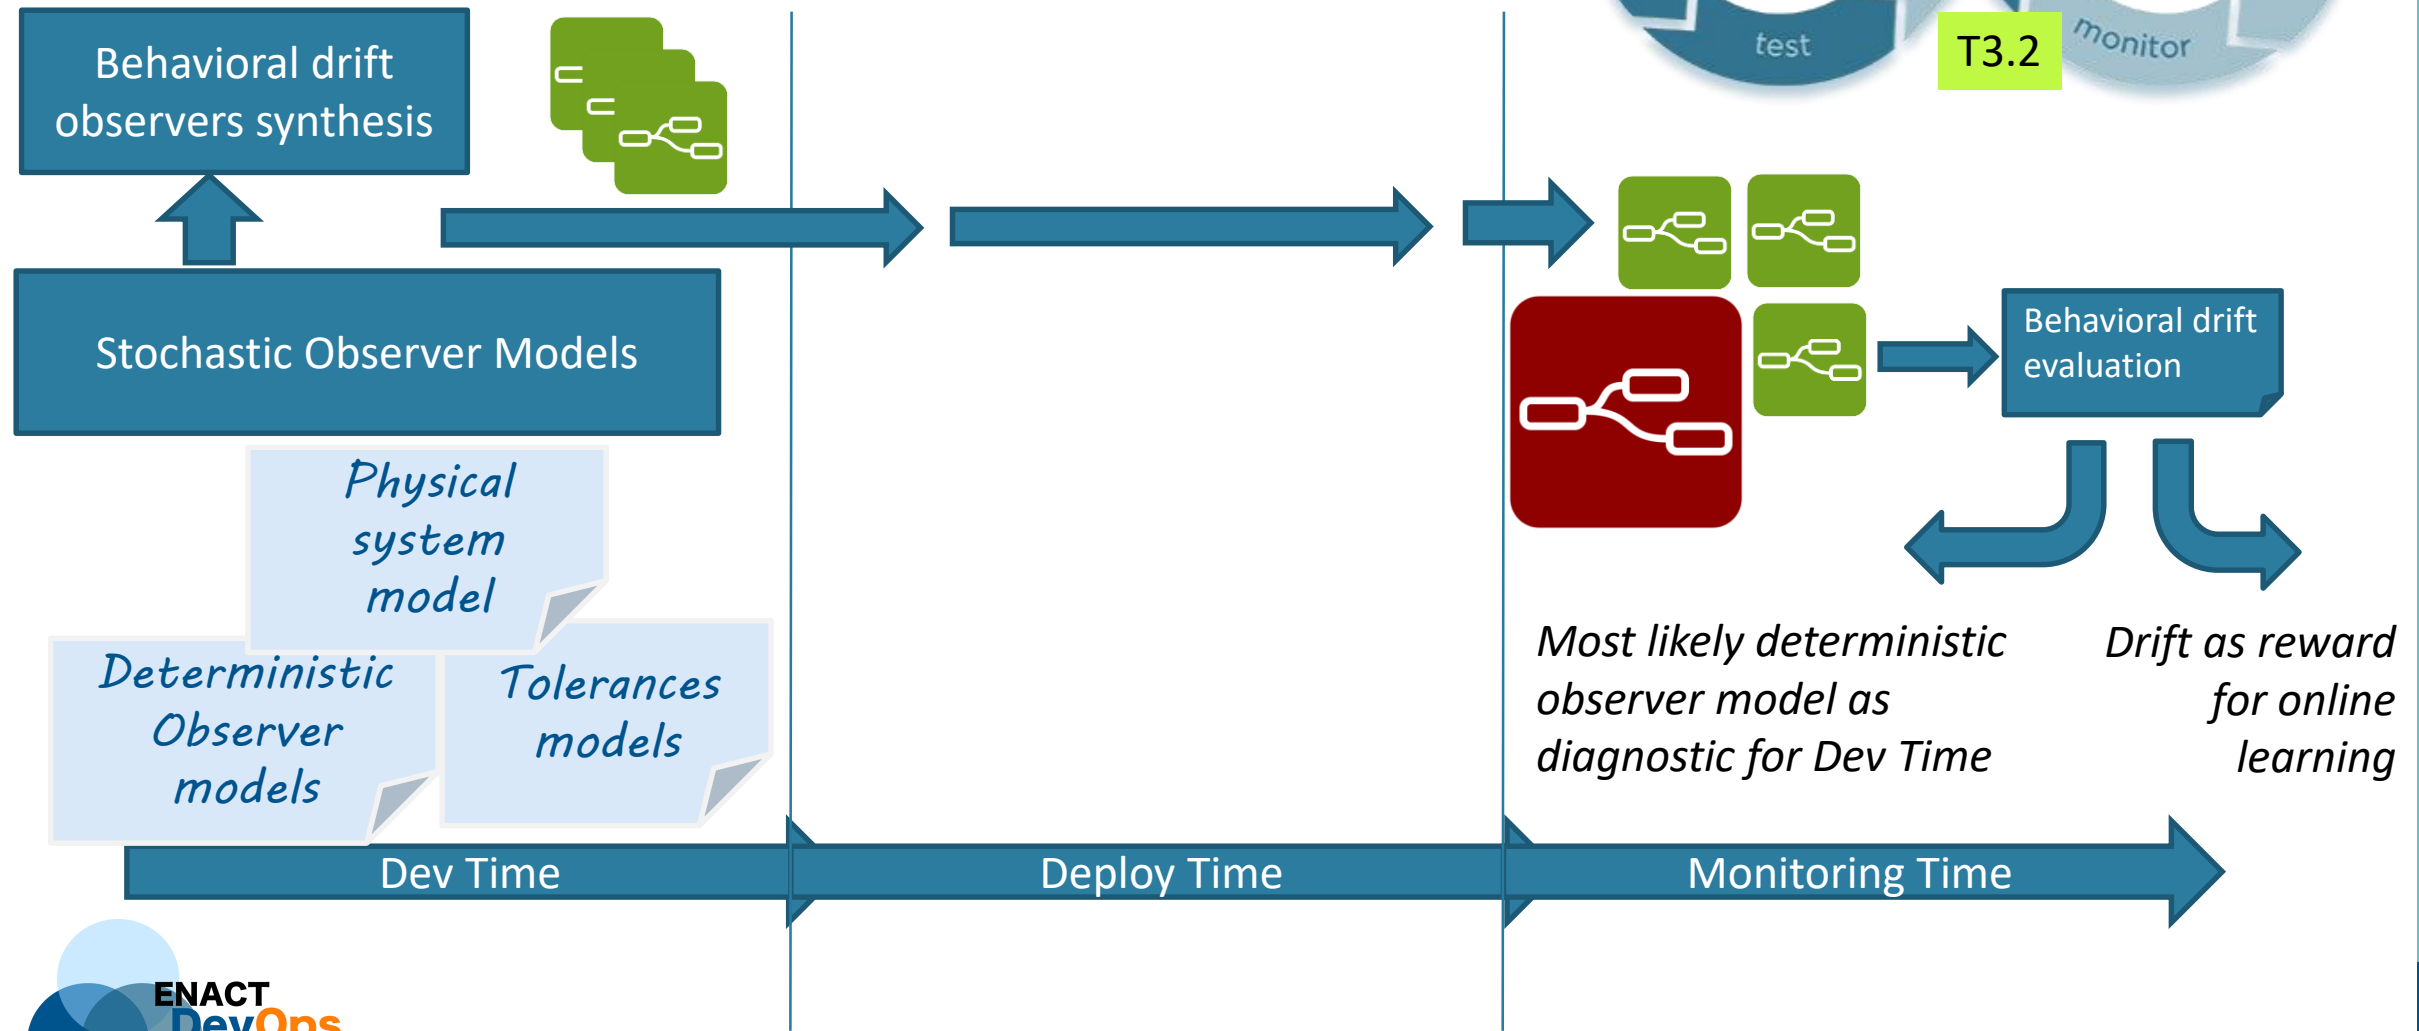 Behavioral drift
observers synthesis
test
T3.2
monitor
Stochastic Observer Models
Behavioral drift
evaluation
Physical
system
model
Deterministic
Observer
models
Tolerances
models
Most likely deterministic
observer model as
diagnostic for Dev Time
Drift as reward
for online
learning
Dev Time
Deploy Time
Monitoring Time
ENACT
DevOps